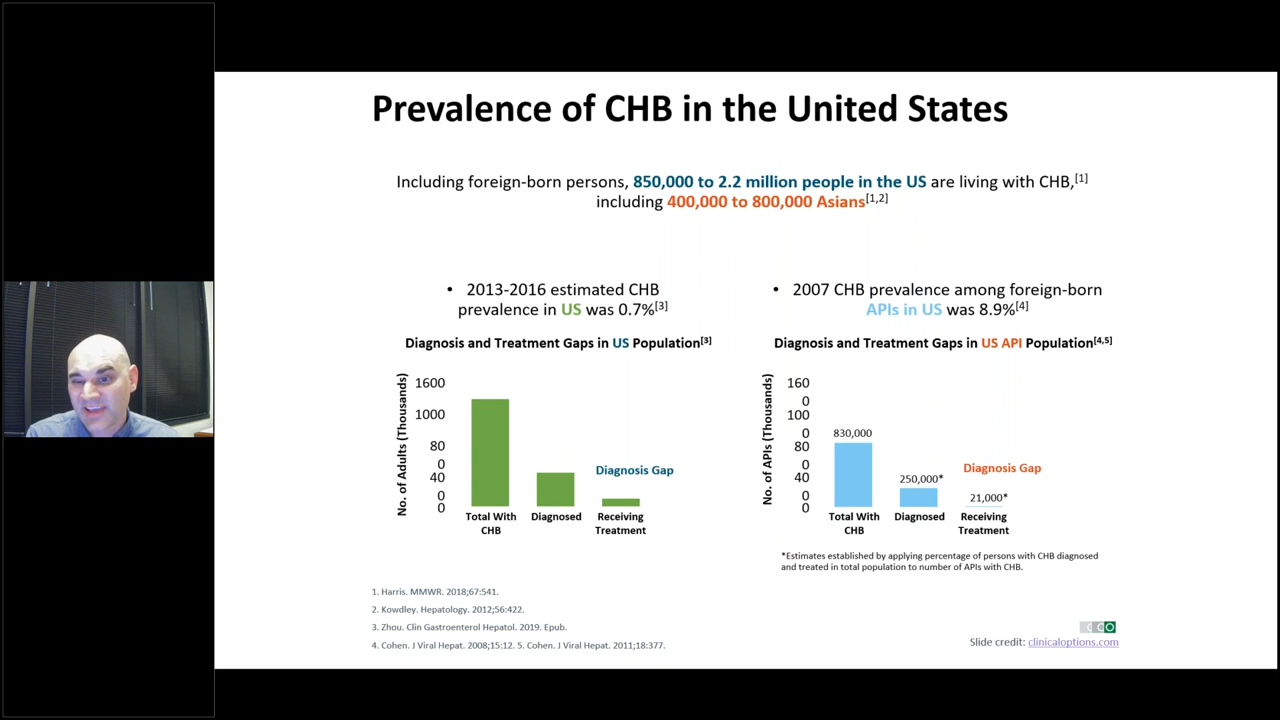 Prevalence of CHB in the United States
Including foreign-born persons, 850,000 to 2.2 million people in the US are living with CHB,[1]
including 400,000 to 800,000 Asians[1,2]
• 2013-2016 estimated CHB
prevalence in US was 0.7%[3]
Diagnosis and Treatment Gaps in US Population[3]
No. of Adults (Thousands)
1600
1000
80
0
40
0
0
Diagnosis Gap
Total With
CHB
Diagnosed
Receiving
Treatment
• 2007 CHB prevalence among foreign-born
APIs in US was 8.9%[4]
Diagnosis and Treatment Gaps in US API Population[4,5]
No. of APIs (Thousands)
160
0
100
0
80
0
40
0
0
830,000
250,000*
21,000*
Diagnosis Gap
Total With
CHB
Diagnosed
Receiving
Treatment
*Estimates established by applying percentage of persons with CHB diagnosed
and treated in total population to number of APIs with CHB.
1. Harris. MMWR. 2018;67:541.
2. Kowdley. Hepatology. 2012;56:422.
3. Zhou. Clin Gastroenterol Hepatol. 2019. Epub.
4. Cohen. J Viral Hepat. 2008;15:12. 5. Cohen. J Viral Hepat. 2011;18:377.
CCO
Slide credit: clinicaloptions.com